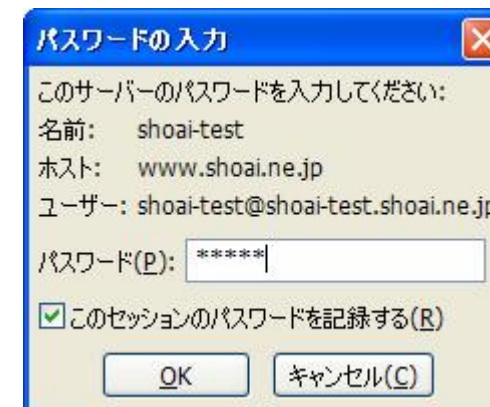 パスワードの入力
このサーバーのパスワードを入力してください:
名前: shoai-test
ホスト: www.shoai.ne.jp
ユーザー: shoai-test@shoai-test.shoai.ne.jp
パスワード(P): *****
このセッションのパスワードを記録する(R)
OK キャンセル(C)